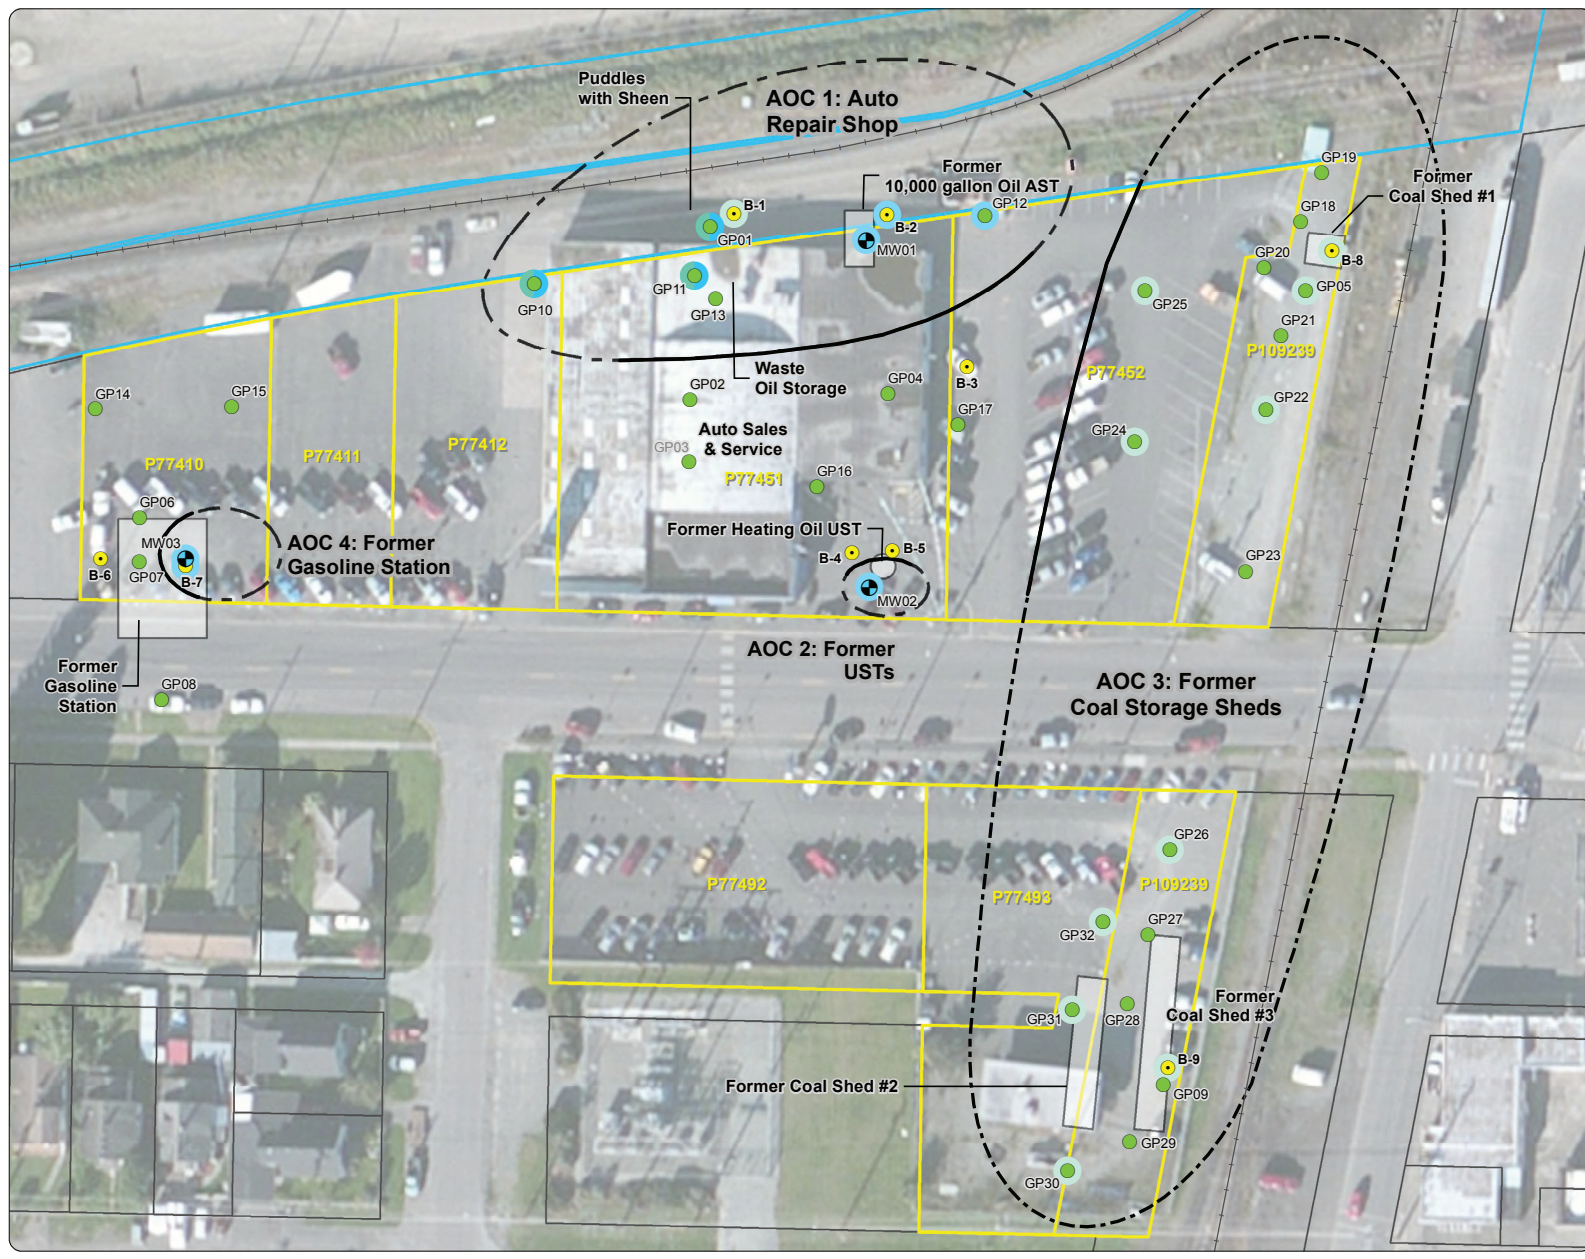 Puddles
with Sheen
AOC 1: Auto
Repair Shop
Former
10,000 gallon Oil AST
GP19
Former
Coal Shed #1
B-1
GP01
B-2
GP12
MW01
GP18
GP20
B-8
GP05
GP10
GP11
GP13
GP25
GP21
P109239
Waste
Oil Storage
B-3
P77452
GP14
GP15
GP02
GP04
GP17
GP22
P77410
P77411
P77412
Auto Sales
& Service
GP03
P77451
GP24
GP16
GP06
MW03
GP07
B-6
B-7
AOC 4: Former
Gasoline Station
Former Heating Oil UST
B-4
B-5
MW02
GP23
AOC 2: Former
USTs
Former
Gasoline
Station
GP08
AOC 3: Former
Coal Storage Sheds
GP26
P77492
P77493
P109239
GP32
GP27
GP31
GP28
Former
Coal Shed #3
B-9
GP09
Former Coal Shed #2
GP29
GP30